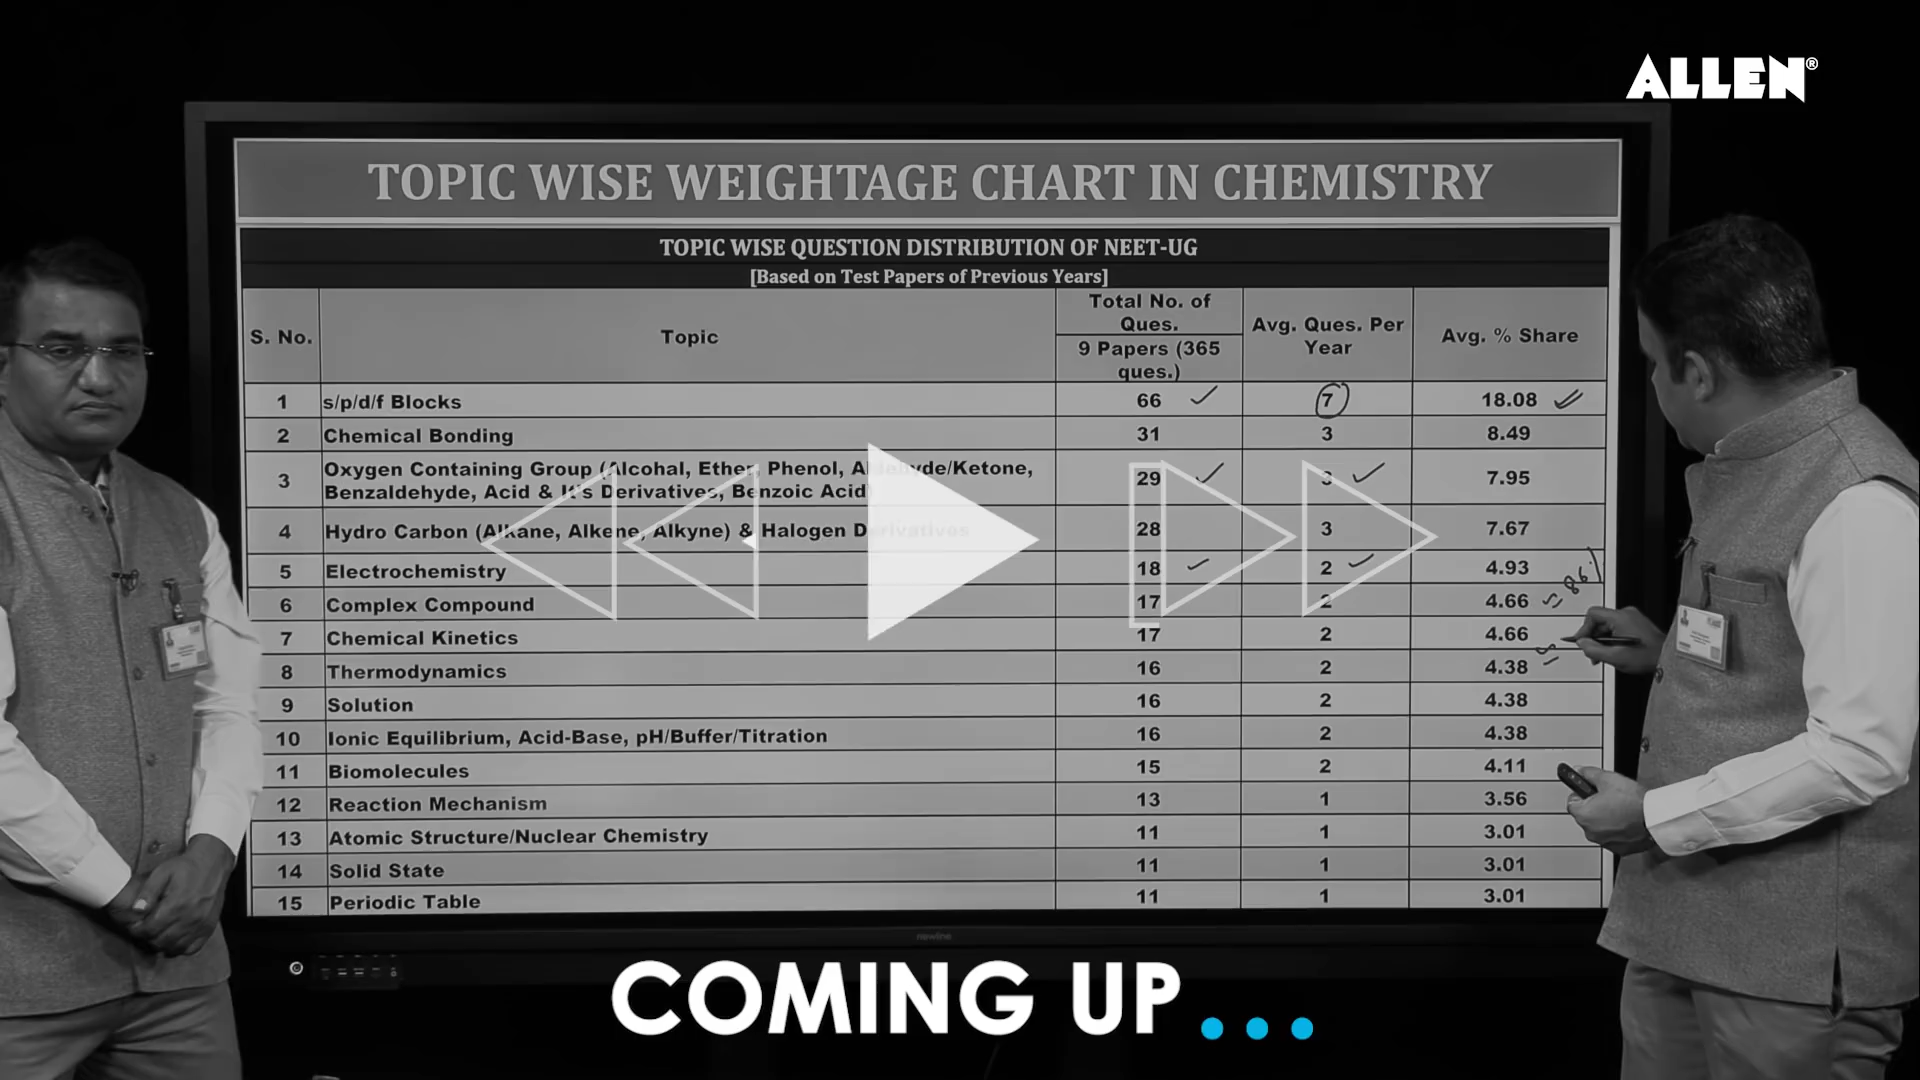 ALLEN®
TOPIC WISE WEIGHTAGE CHART IN CHEMISTRY
TOPIC WISE QUESTION DISTRIBUTION OF NEET-UG
[Based on Test Papers of Previous Years]
S. No. Topic Total No. of Ques. Avg. Ques. Per Year Avg. % Share
9 Papers (365 ques.)
1 s/p/d/f Blocks 66 7 18.08
2 Chemical Bonding 31 3 8.49
3 Oxygen Containing Group (Alcohal, Ether, Phenol, Aldehyde/Ketone, 29 3 7.95
Benzaldehyde, Acid & It's Derivatives, Benzoic Acid)
4 Hydro Carbon (Alkane, Alkene, Alkyne) & Halogen Derivatives 28 3 7.67
5 Electrochemistry 18 2 4.93
6 Complex Compound 17 2 4.66
7 Chemical Kinetics 17 2 4.66
8 Thermodynamics 16 2 4.38
9 Solution 16 2 4.38
10 Ionic Equilibrium, Acid-Base, pH/Buffer/Titration 16 2 4.38
11 Biomolecules 15 2 4.11
12 Reaction Mechanism 13 1 3.56
13 Atomic Structure/Nuclear Chemistry 11 1 3.01
14 Solid State 11 1 3.01
15 Periodic Table 11 1 3.01
newline
COMING UP...